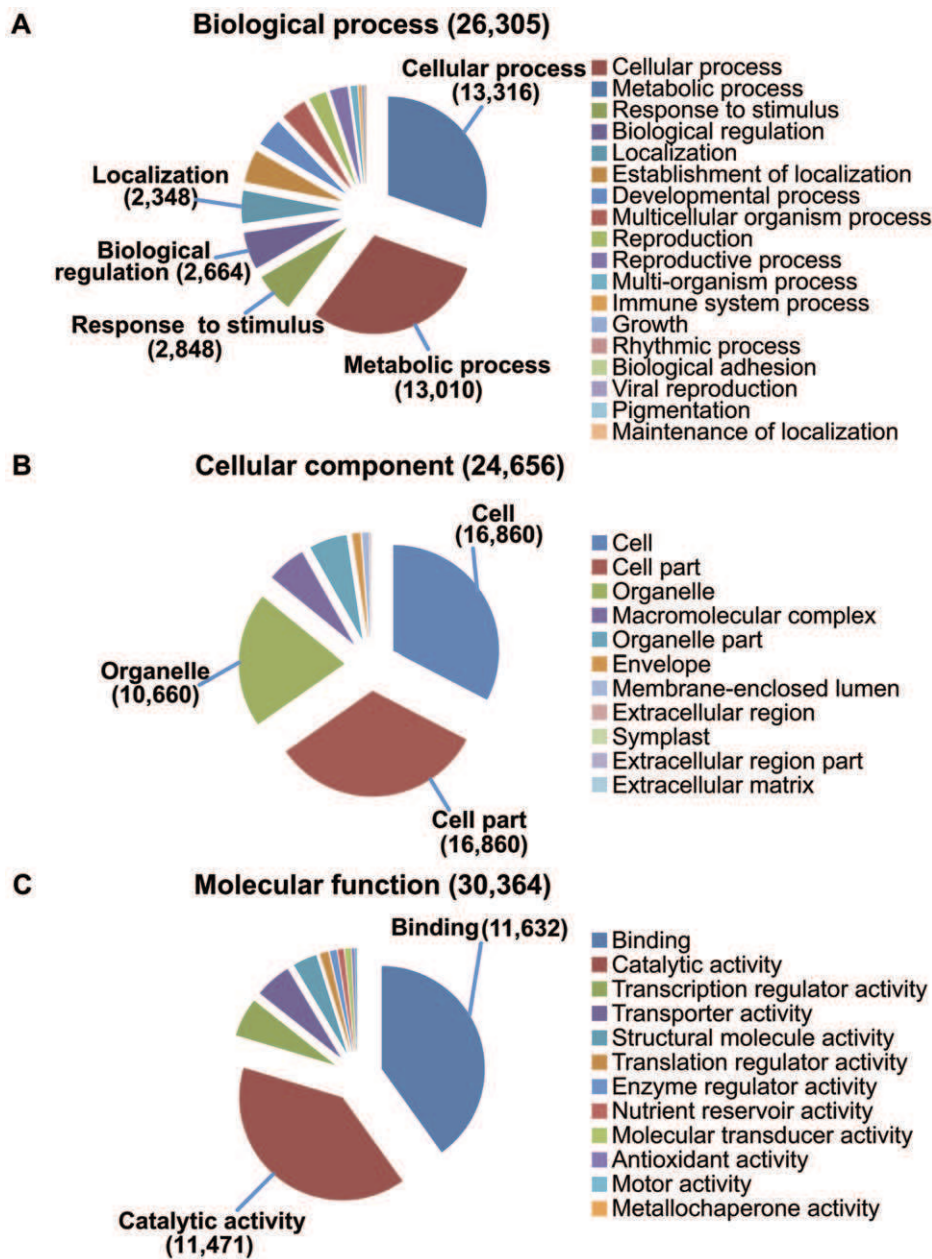 A
Biological process (26,305)
Cellular process
(13,316)
Localization
(2,348)
Biological
regulation (2,664)
Response to stimulus
(2,848)
Metabolic process
(13,010)
Cellular process
Metabolic process
Response to stimulus
Biological regulation
Localization
Establishment of localization
Developmental process
Multicellular organism process
Reproduction
Reproductive process
Multi-organism process
Immune system process
Growth
Rhythmic process
Biological adhesion
Viral reproduction
Pigmentation
Maintenance of localization
B
Cellular component (24,656)
Cell
(16,860)
Organelle
(10,660)
Cell part
(16,860)
Cell
Cell part
Organelle
Macromolecular complex
Organelle part
Envelope
Membrane-enclosed lumen
Extracellular region
Symplast
Extracellular region part
Extracellular matrix
C
Molecular function (30,364)
Binding (11,632)
Catalytic activity
(11,471)
Binding
Catalytic activity
Transcription regulator activity
Transporter activity
Structural molecule activity
Translation regulator activity
Enzyme regulator activity
Nutrient reservoir activity
Molecular transducer activity
Antioxidant activity
Motor activity
Metallochaperone activity